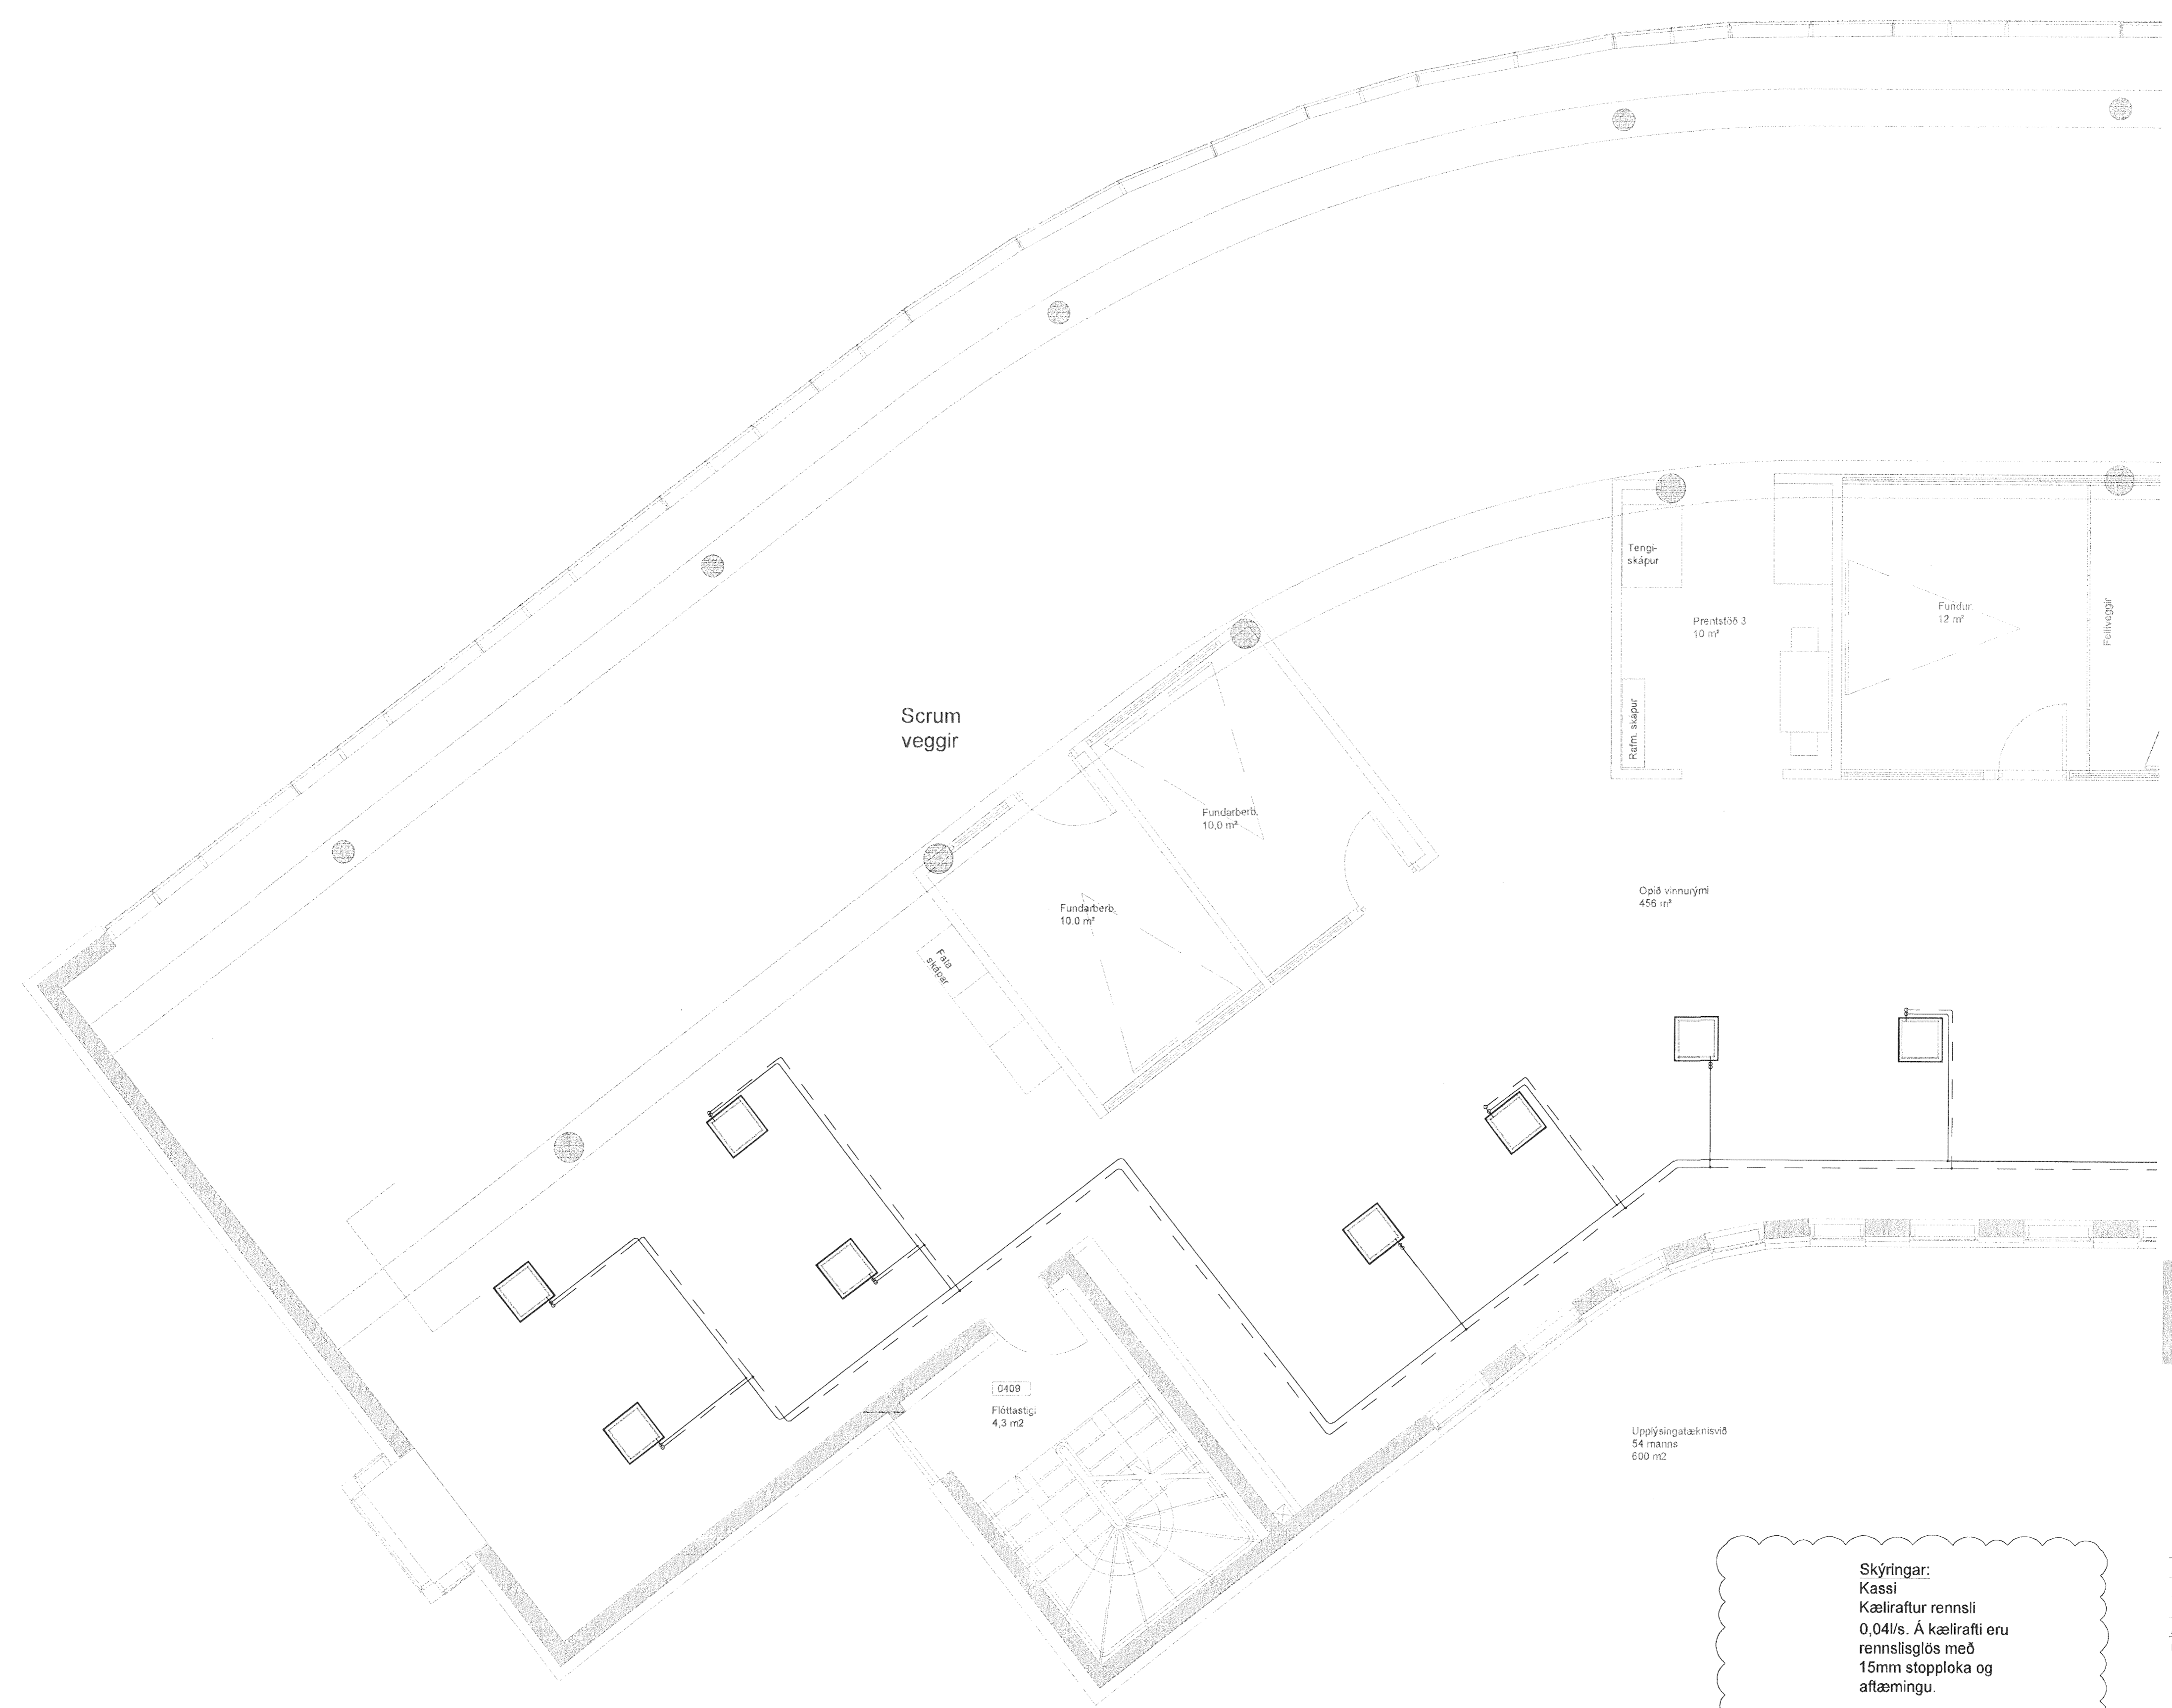 Tengi-
skápur
Prentstöð 3
10 m²
Rafm. skápur
Fundur.
12 m²
Felliveggir
Scrum
veggir
Fundarherb.
10,0 m²
Fundarherb.
10.0 m²
Fata
skápar
Opið vinnurými
456 m²
0409
Flóttastigi
4,3 m2
Upplýsingatæknisvið
54 manns
600 m2
Skýringar:
Kassi
Kæliraftur rennsli
0,04l/s. Á kælirafti eru
rennslisglös með
15mm stopploka og
aftæmingu.